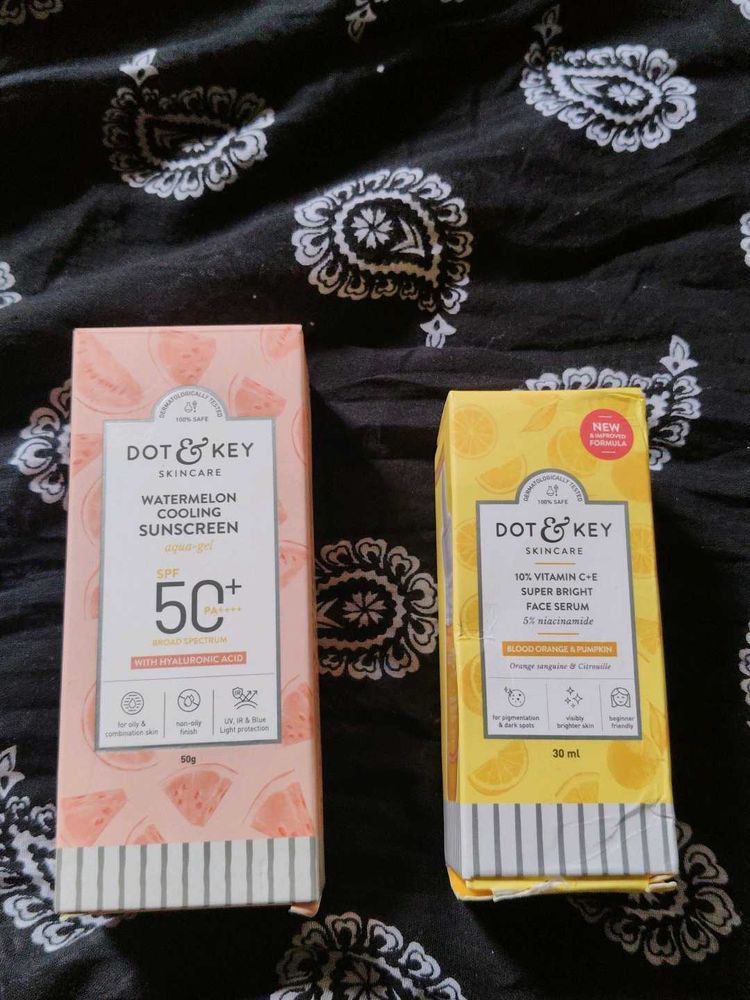 DERMATOLOGICALLY TESTED
100% SAFE
DOT & KEY
SKINCARE
WATERMELON
COOLING
SUNSCREEN
aqua-gel
SPF
50+
PA++++
BROAD SPECTRUM
WITH HYALURONIC ACID
for oily &
combination skin
non-oily
finish
UV, IR & Blue
Light protection
50g
NEW
& IMPROVED
FORMULA
DERMATOLOGICALLY TESTED
100% SAFE
DOT & KEY
SKINCARE
10% VITAMIN C+E
SUPER BRIGHT
FACE SERUM
5% niacinamide
BLOOD ORANGE & PUMPKIN
Orange sanguine & Citrouille
for pigmentation
& dark spots
visibly
brighter skin
beginner
friendly
30 ml